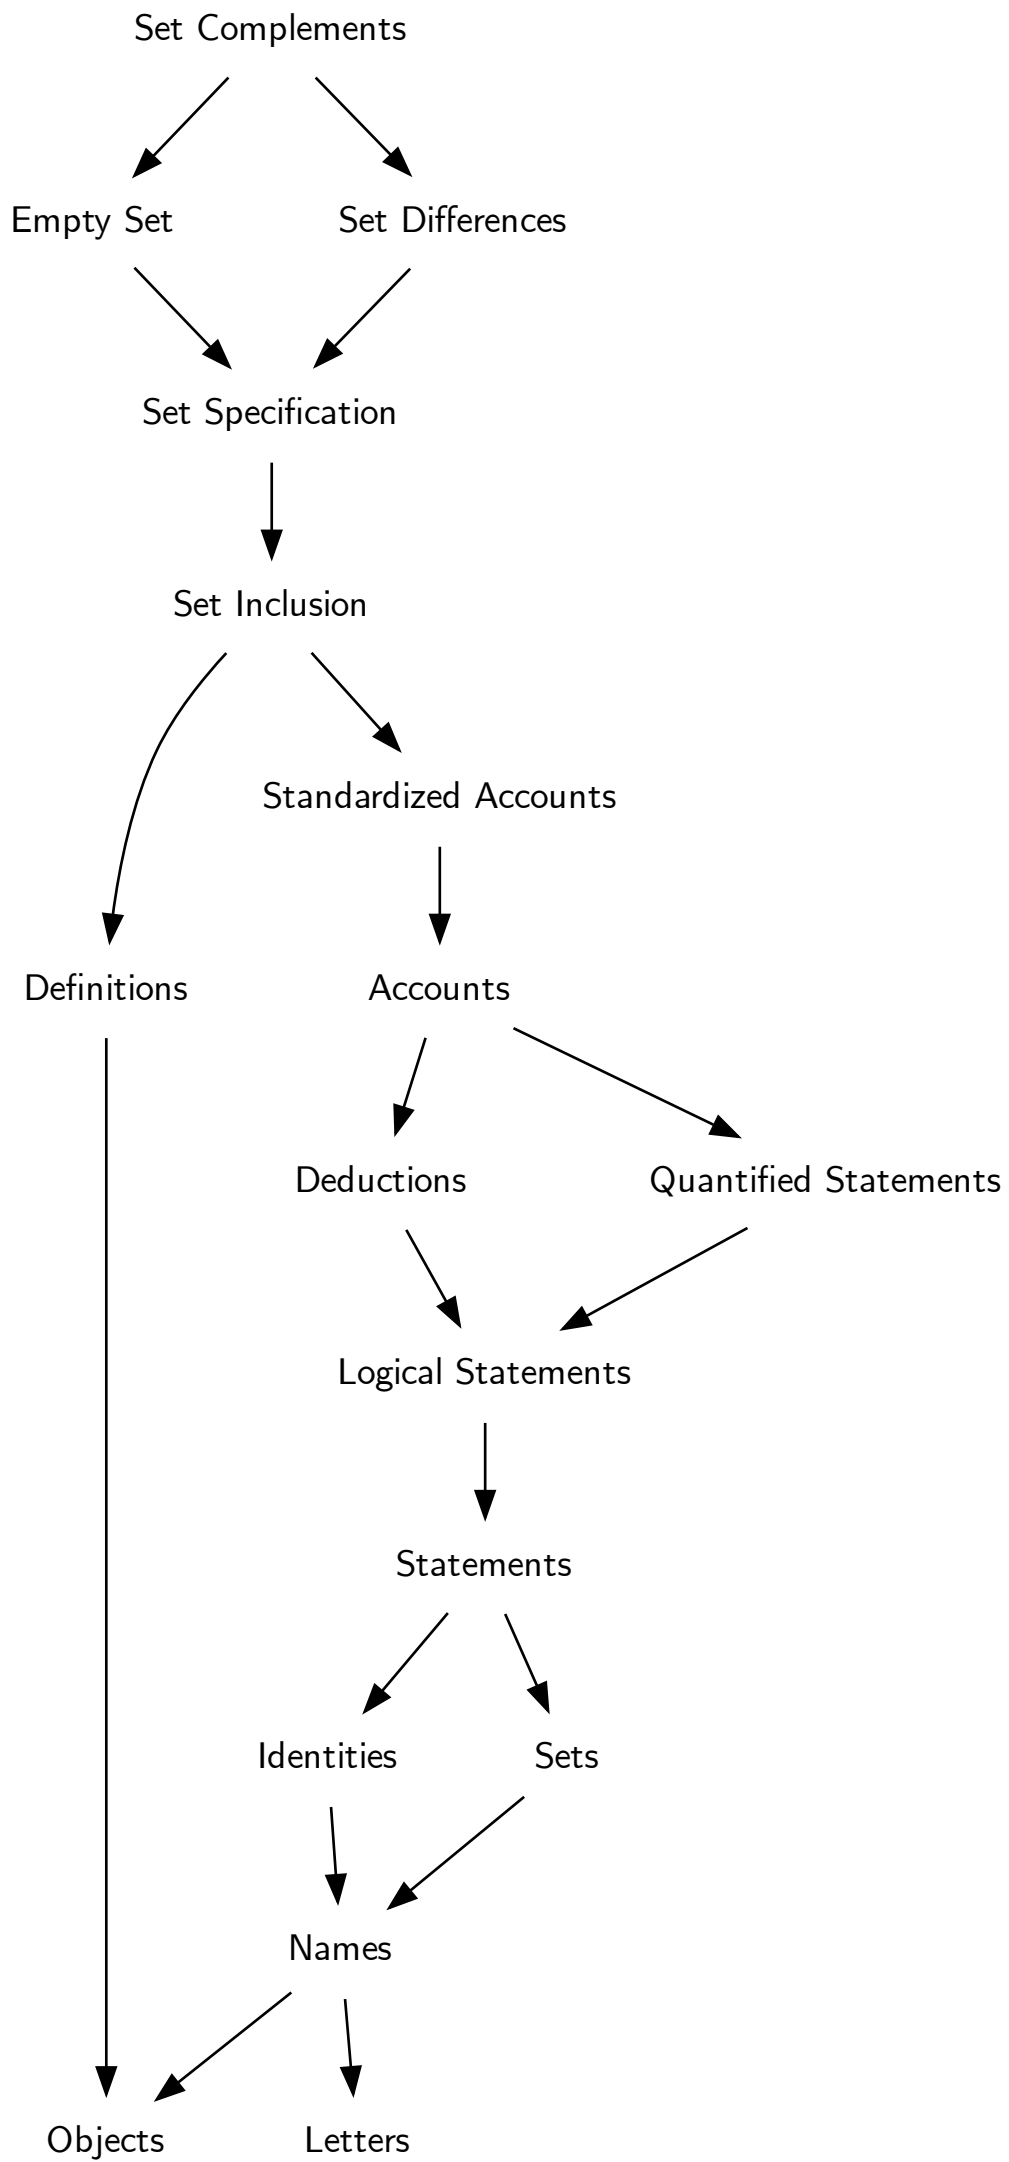 Set Complements
Empty Set
Set Differences
Set Specification
Set Inclusion
Standardized Accounts
Definitions
Accounts
Deductions
Quantified Statements
Logical Statements
Statements
Identities
Sets
Names
Objects
Letters